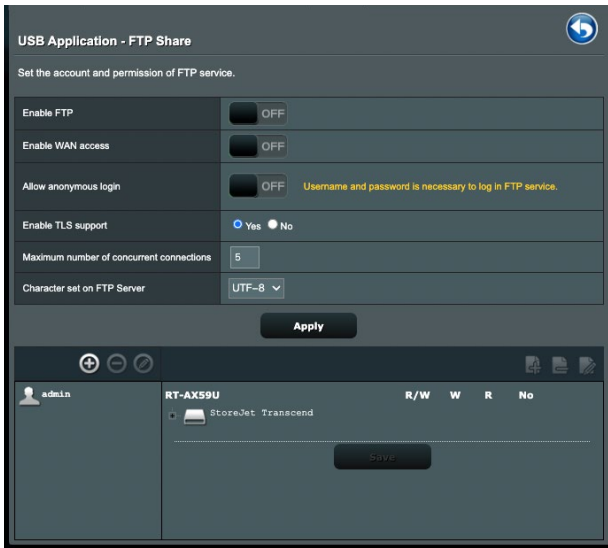 USB Application - FTP Share
Set the account and permission of FTP service.
Enable FTP OFF
Enable WAN access OFF
Allow anonymous login OFF Username and password is necessary to log in FTP service.
Enable TLS support Yes No
Maximum number of concurrent connections 5
Character set on FTP Server UTF-8
Apply
admin RT-AX59U R/W W R No
StoreJet Transcend
Save